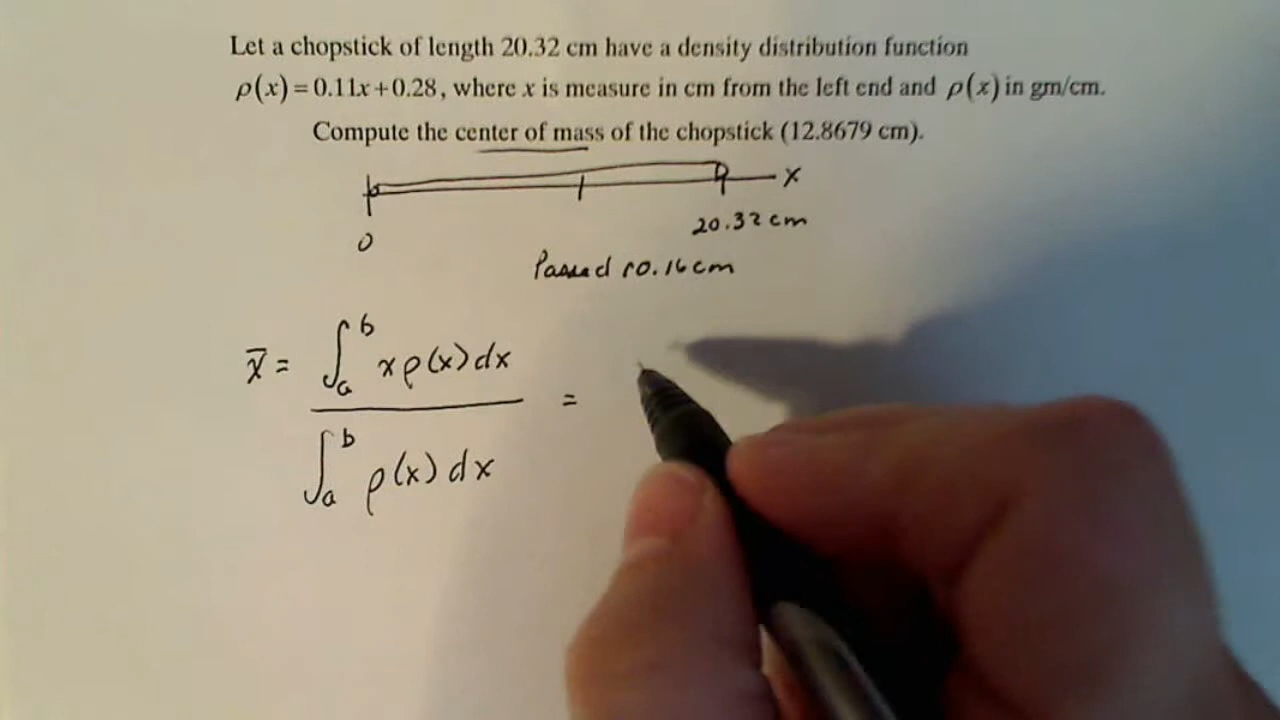 Let a chopstick of length 20.32 cm have a density distribution function
ρ(x) = 0.11x + 0.28, where x is measure in cm from the left end and ρ(x) in gm/cm.
Compute the center of mass of the chopstick (12.8679 cm).
x
0
20.32 cm
Passed 10.16 cm
x̄ = ∫_a^b xρ(x)dx =
∫_a^b ρ(x)dx